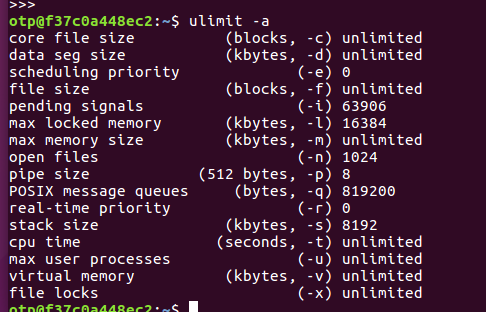 >>>
otp@f37c0a448ec2:~$ ulimit -a
core file size          (blocks, -c) unlimited
data seg size           (kbytes, -d) unlimited
scheduling priority             (-e) 0
file size               (blocks, -f) unlimited
pending signals                 (-i) 63906
max locked memory       (kbytes, -l) 16384
max memory size         (kbytes, -m) unlimited
open files                      (-n) 1024
pipe size            (512 bytes, -p) 8
POSIX message queues     (bytes, -q) 819200
real-time priority              (-r) 0
stack size              (kbytes, -s) 8192
cpu time               (seconds, -t) unlimited
max user processes              (-u) unlimited
virtual memory          (kbytes, -v) unlimited
file locks                      (-x) unlimited
otp@f37c0a448ec2:~$